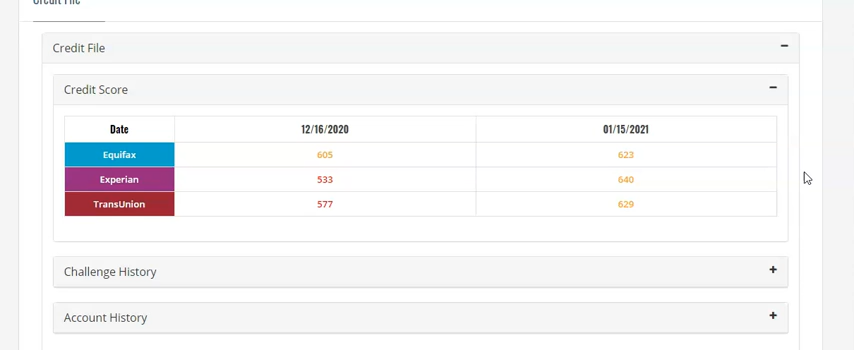 Credit File
Credit File
Credit Score
Date 12/16/2020 01/15/2021
Equifax 605 623
Experian 533 640
TransUnion 577 629
Challenge History
Account History